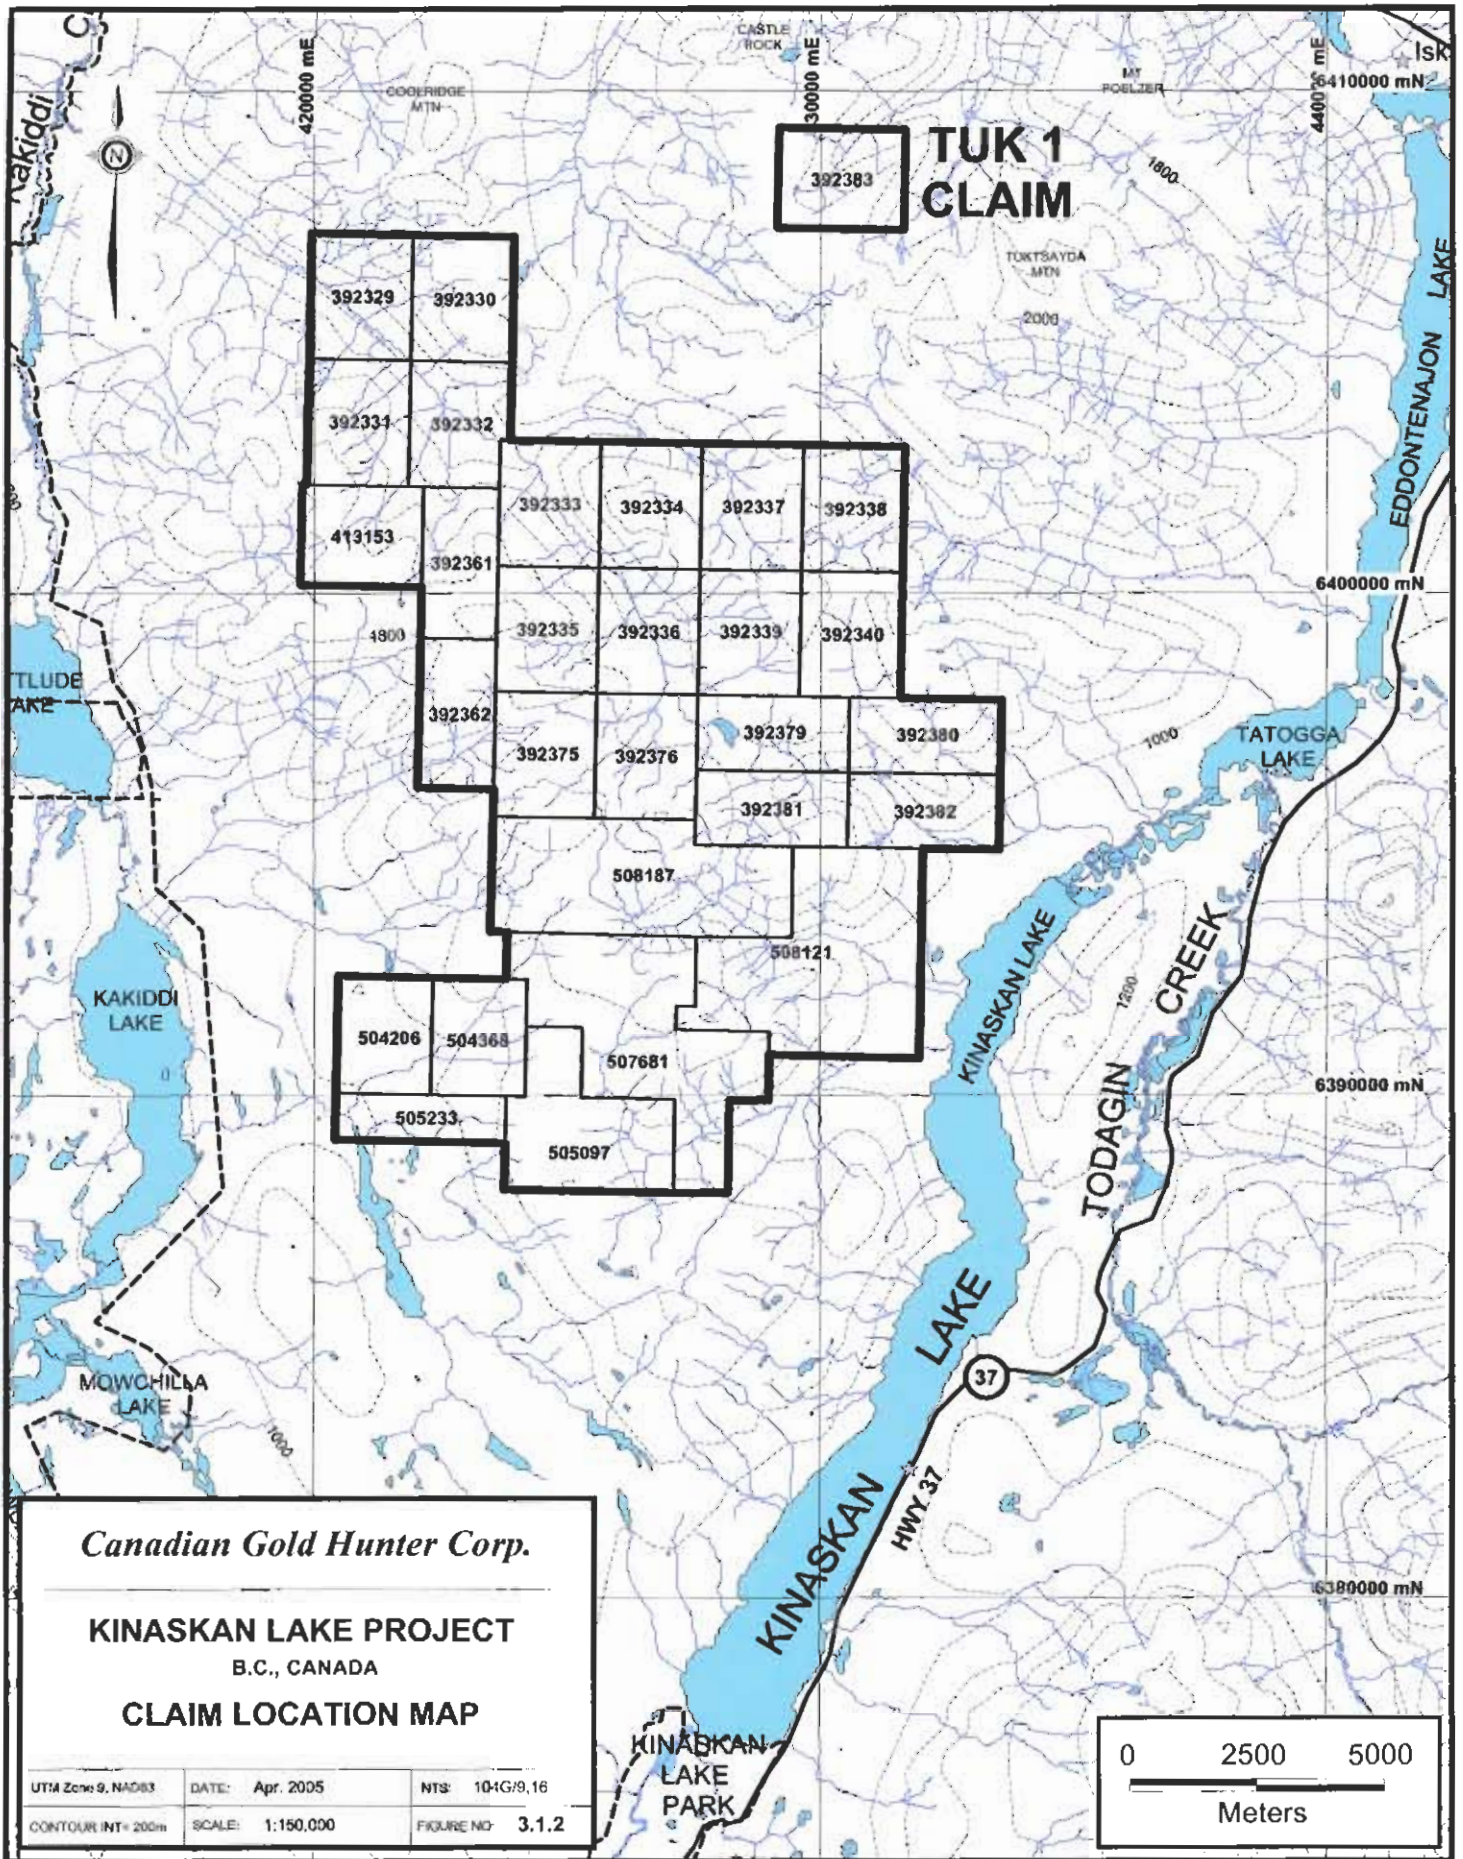 CASTLE
ROCK
420000 mE
300000 mE
Isk
6410000 mN
COOLRIDGE
MTN
MT
POELZER
Kakiddi
N
TUK 1
CLAIM
392383
1800
TOKTSAYDA
MTN
2000
EDDONTENAJON LAKE
392329
392330
392331
392332
392333
392334
392337
392338
413153
392361
6400000 mN
1800
392335
392336
392339
392340
TLUDE
AKE
392362
392375
392376
392379
392380
392381
392382
1000
TATOGGA
LAKE
508187
508121
KINASKAN LAKE
1200
TODAGIN CREEK
KAKIDDI
LAKE
504206
504368
507681
6390000 mN
505233
505097
KINASKAN LAKE
37
MOWCHILLA
LAKE
1000
HWY 37
6380000 mN
Canadian Gold Hunter Corp.
KINASKAN LAKE PROJECT
B.C., CANADA
CLAIM LOCATION MAP
UTM Zone 9, NAD83 DATE: Apr. 2005 NTS: 104G/9,16
CONTOUR INT= 200m SCALE: 1:150,000 FIGURE NO 3.1.2
KINASKAN
LAKE
PARK
0 2500 5000
Meters